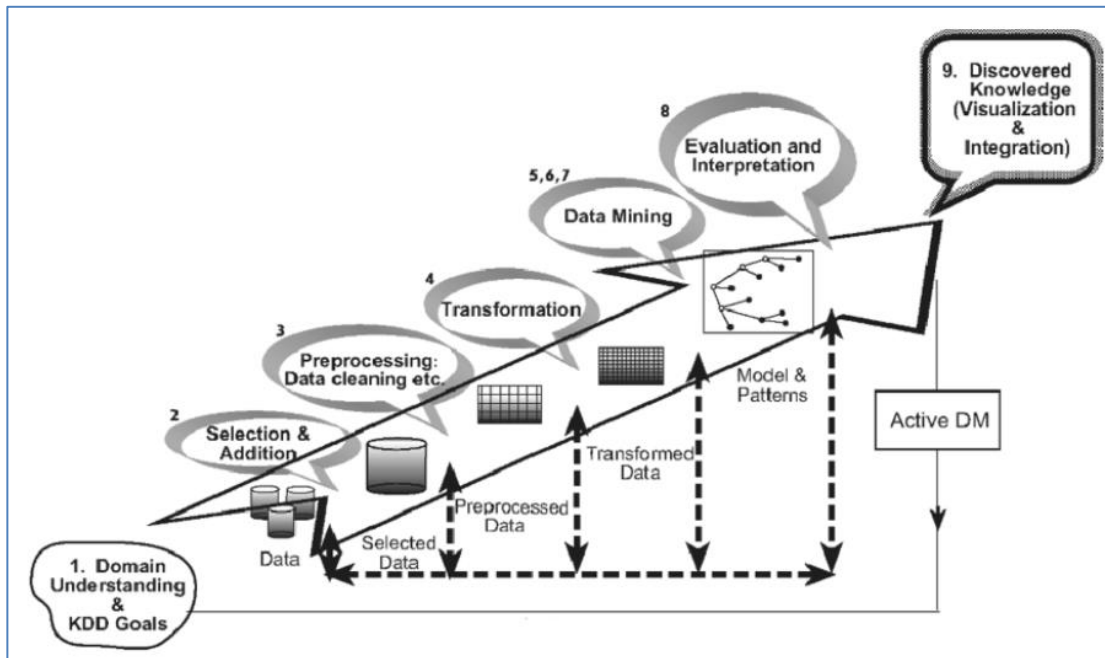 9. Discovered
Knowledge
(Visualization
&
Integration)
8
Evaluation and
Interpretation
5,6,7
Data Mining
4
Transformation
3
Preprocessing:
Data cleaning etc.
2
Selection &
Addition
Model &
Patterns
Active DM
Transformed
Data
Preprocessed
Data
Selected
Data
Data
1. Domain
Understanding
&
KDD Goals